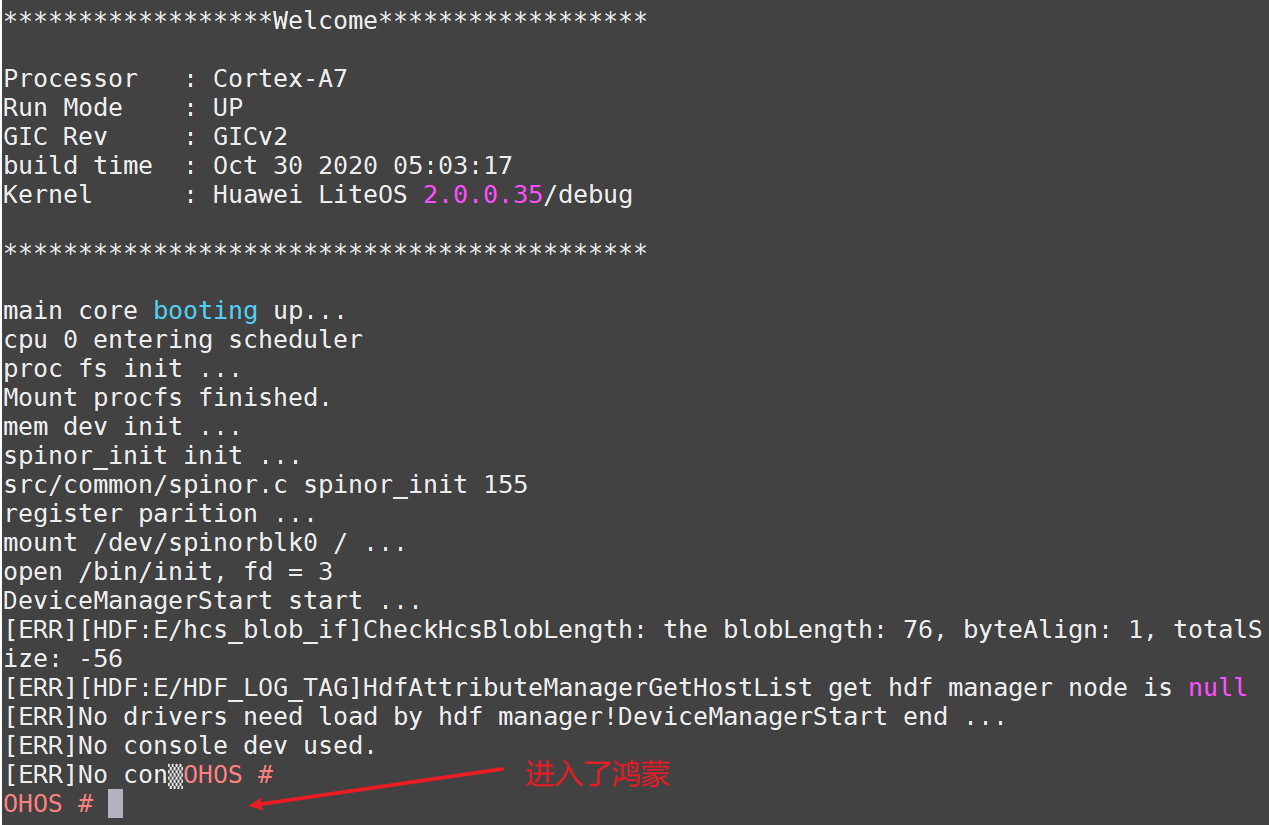 ******************Welcome******************
Processor   : Cortex-A7
Run Mode    : UP
GIC Rev     : GICv2
build time  : Oct 30 2020 05:03:17
Kernel      : Huawei LiteOS 2.0.0.35/debug
*******************************************
main core booting up...
cpu 0 entering scheduler
proc fs init ...
Mount procfs finished.
mem dev init ...
spinor_init init ...
src/common/spinor.c spinor_init 155
register parition ...
mount /dev/spinorblk0 / ...
open /bin/init, fd = 3
DeviceManagerStart start ...
[ERR][HDF:E/hcs_blob_if]CheckHcsBlobLength: the blobLength: 76, byteAlign: 1, totalS
ize: -56
[ERR][HDF:E/HDF_LOG_TAG]HdfAttributeManagerGetHostList get hdf manager node is null
[ERR]No drivers need load by hdf manager!DeviceManagerStart end ...
[ERR]No console dev used.
[ERR]No con▒OHOS #
进入了鸿蒙
OHOS #